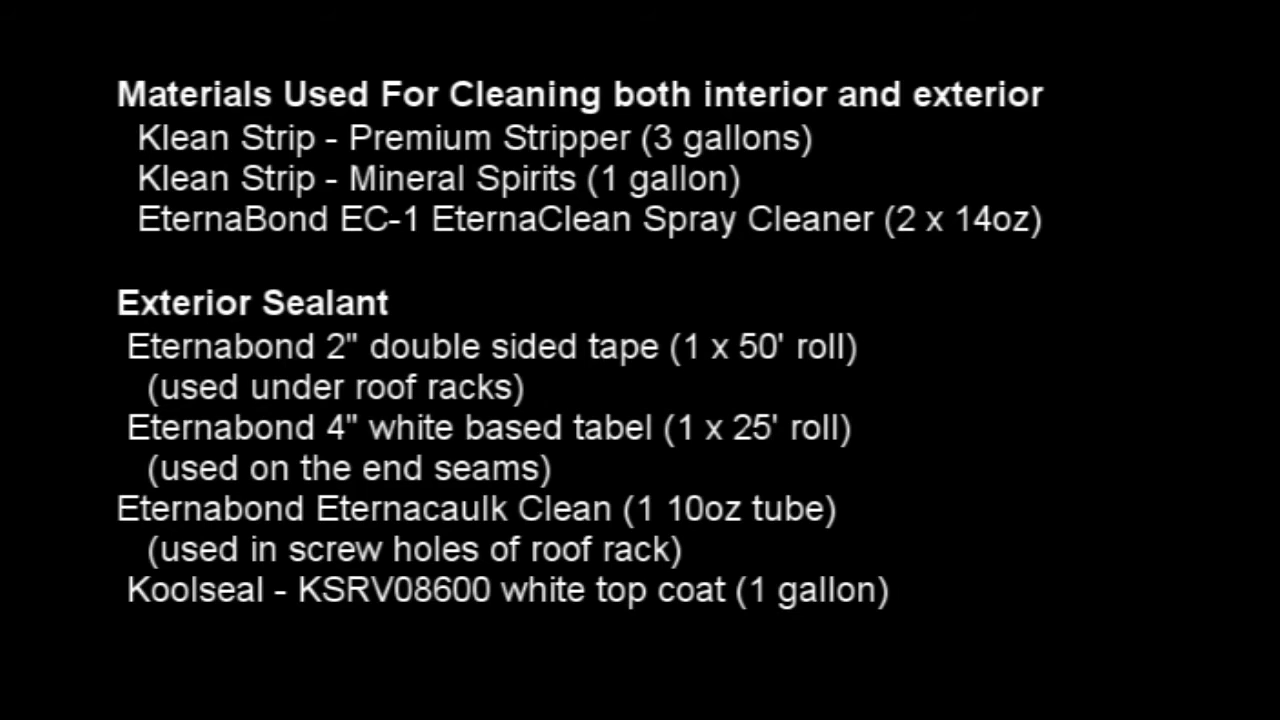 Materials Used For Cleaning both interior and exterior
Klean Strip - Premium Stripper (3 gallons)
Klean Strip - Mineral Spirits (1 gallon)
EternaBond EC-1 EternaClean Spray Cleaner (2 x 14oz)
Exterior Sealant
Eternabond 2" double sided tape (1 x 50' roll)
(used under roof racks)
Eternabond 4" white based tabel (1 x 25' roll)
(used on the end seams)
Eternabond Eternacaulk Clean (1 10oz tube)
(used in screw holes of roof rack)
Koolseal - KSRV08600 white top coat (1 gallon)